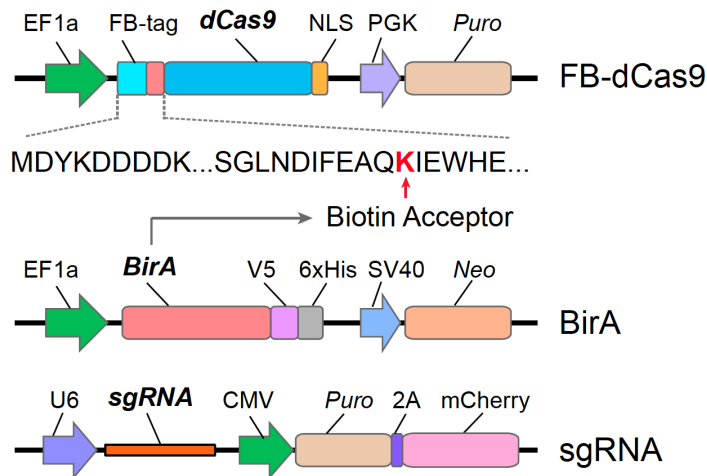 EF1a FB-tag dCas9 NLS PGK Puro
FB-dCas9
MDYKDDDDK...SGLNDIFEAQKIEWHE...
Biotin Acceptor
EF1a BirA V5 6xHis SV40 Neo
BirA
U6 sgRNA CMV Puro 2A mCherry
sgRNA